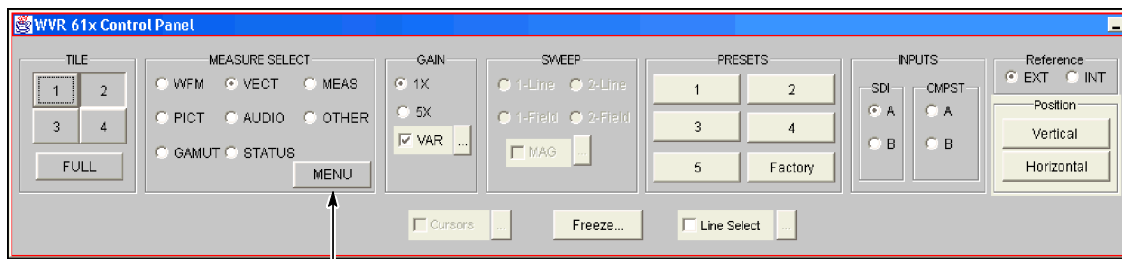 WVR 61x Control Panel
TILE
1 2
3 4
FULL
MEASURE SELECT
WFM VECT MEAS
PICT AUDIO OTHER
GAMUT STATUS
MENU
GAIN
1X
5X
VAR ...
SWEEP
1-Line 2-Line
1-Field 2-Field
MAG ...
PRESETS
1 2
3 4
5 Factory
INPUTS
SDI CMPST
A A
B B
Reference
EXT INT
Position
Vertical
Horizontal
Cursors ...
Freeze...
Line Select ...